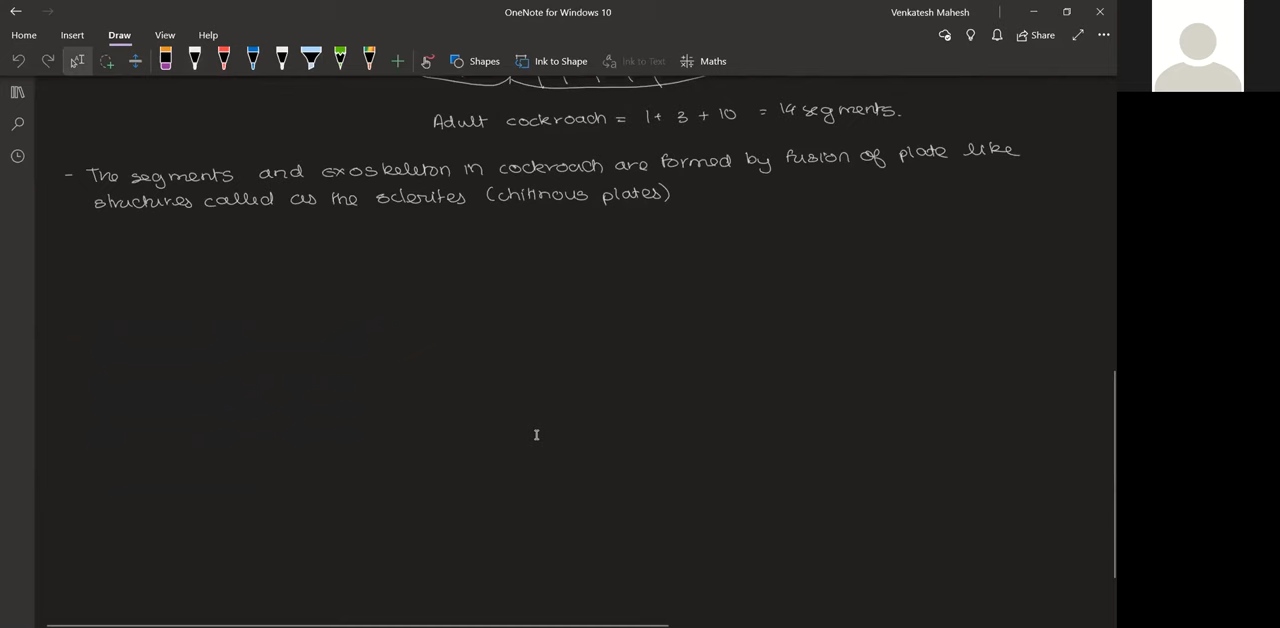 OneNote for Windows 10
Venkatesh Mahesh
Home Insert Draw View Help
Share
Shapes Ink to Shape Ink to Text Maths
Adult cockroach = 1+ 3 + 10 = 14 segments.
- The segments and exoskeleton in cockroach are formed by fusion of plate like
structures called as the sclerites (chitinous plates)